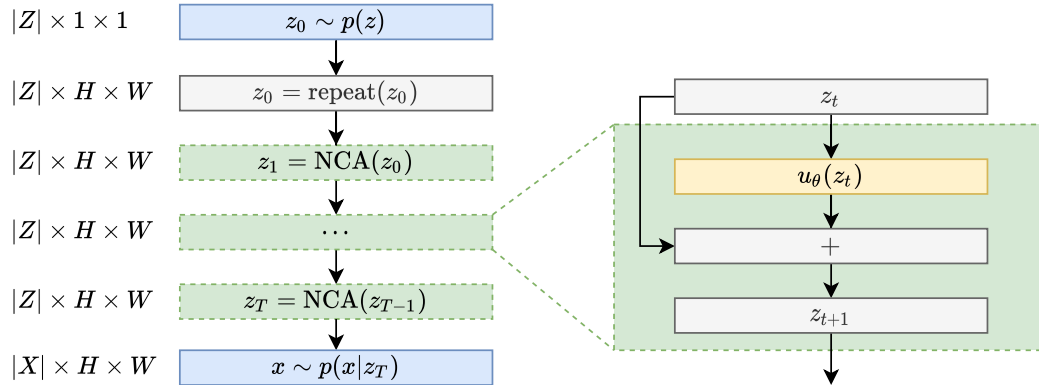 |Z| × 1 × 1 z₀ ∼ p(z)
|Z| × H × W z₀ = repeat(z₀)
|Z| × H × W z₁ = NCA(z₀)
|Z| × H × W ···
|Z| × H × W z_T = NCA(z_{T−1})
|X| × H × W x ∼ p(x|z_T)
z_t
u_θ(z_t)
+
z_{t+1}